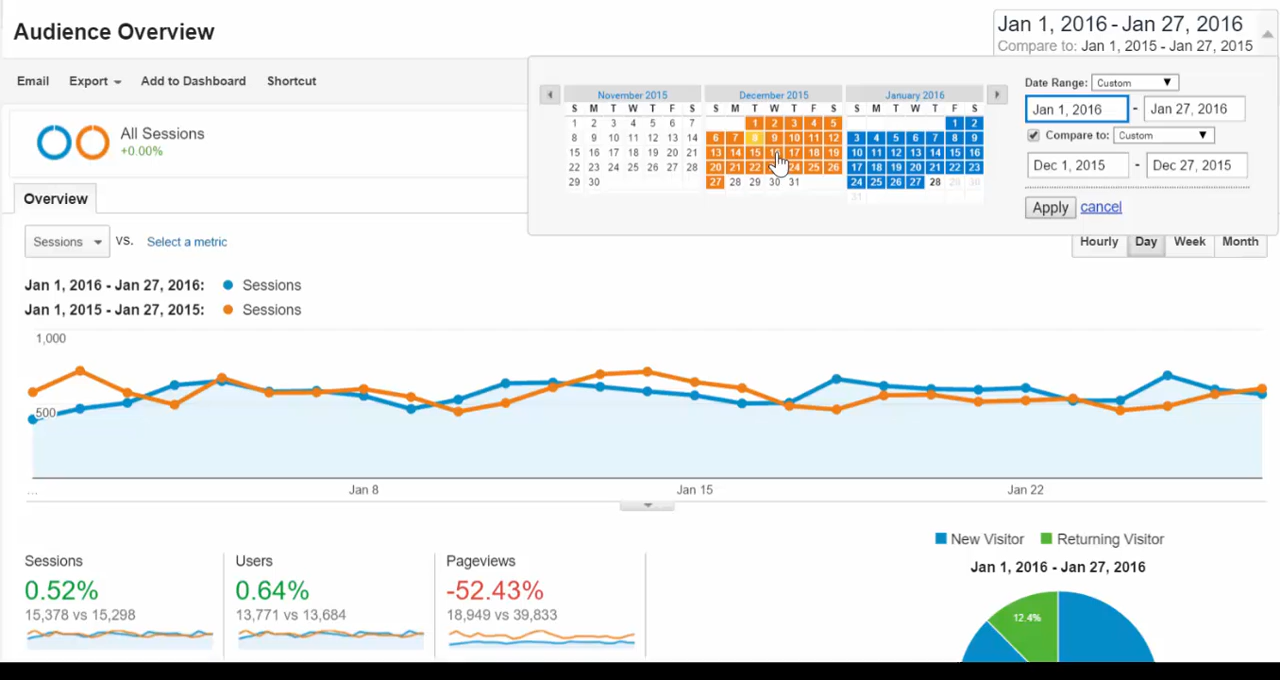 Audience Overview
Jan 1, 2016 - Jan 27, 2016
Compare to: Jan 1, 2015 - Jan 27, 2015
Email Export Add to Dashboard Shortcut
November 2015 December 2015 January 2016
S M T W T F S S M T W T F S S M T W T F S
1 2 3 4 5 6 7 1 2 3 4 5 1 2
8 9 10 11 12 13 14 6 7 8 9 10 11 12 3 4 5 6 7 8 9
15 16 17 18 19 20 21 13 14 15 16 17 18 19 10 11 12 13 14 15 16
22 23 24 25 26 27 28 20 21 22 24 25 26 17 18 19 20 21 22 23
29 30 27 28 29 30 31 24 25 26 27 28 29 30
31
Date Range: Custom
Jan 1, 2016 - Jan 27, 2016
Compare to: Custom
Dec 1, 2015 - Dec 27, 2015
Apply cancel
All Sessions
+0.00%
Overview
Sessions VS. Select a metric
Hourly Day Week Month
Jan 1, 2016 - Jan 27, 2016: Sessions
Jan 1, 2015 - Jan 27, 2015: Sessions
1,000
500
... Jan 8 Jan 15 Jan 22
Sessions
0.52%
15,378 vs 15,298
Users
0.64%
13,771 vs 13,684
Pageviews
-52.43%
18,949 vs 39,833
New Visitor Returning Visitor
Jan 1, 2016 - Jan 27, 2016
12.4%